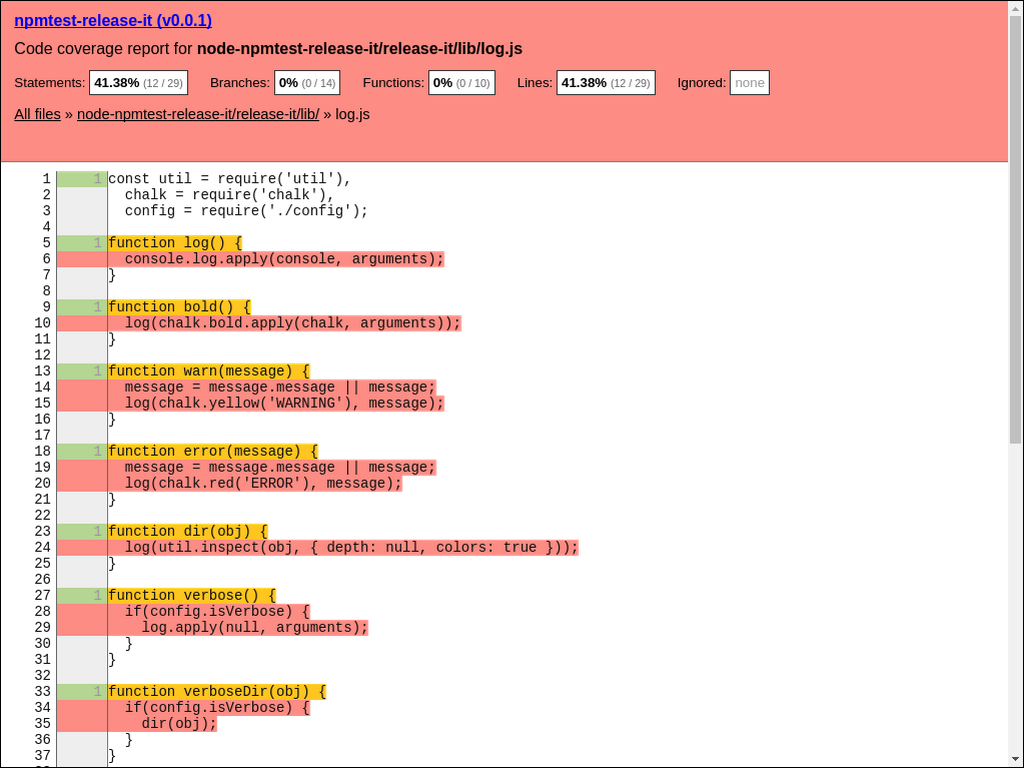 npmtest-release-it (v0.0.1)
Code coverage report for node-npmtest-release-it/release-it/lib/log.js
Statements: 41.38% (12 / 29) Branches: 0% (0 / 14) Functions: 0% (0 / 10) Lines: 41.38% (12 / 29) Ignored: none
All files » node-npmtest-release-it/release-it/lib/ » log.js
1 1 const util = require('util'),
2 chalk = require('chalk'),
3 config = require('./config');
4
5 1 function log() {
6 console.log.apply(console, arguments);
7 }
8
9 1 function bold() {
10 log(chalk.bold.apply(chalk, arguments));
11 }
12
13 1 function warn(message) {
14 message = message.message || message;
15 log(chalk.yellow('WARNING'), message);
16 }
17
18 1 function error(message) {
19 message = message.message || message;
20 log(chalk.red('ERROR'), message);
21 }
22
23 1 function dir(obj) {
24 log(util.inspect(obj, { depth: null, colors: true }));
25 }
26
27 1 function verbose() {
28 if(config.isVerbose) {
29 log.apply(null, arguments);
30 }
31 }
32
33 1 function verboseDir(obj) {
34 if(config.isVerbose) {
35 dir(obj);
36 }
37 }